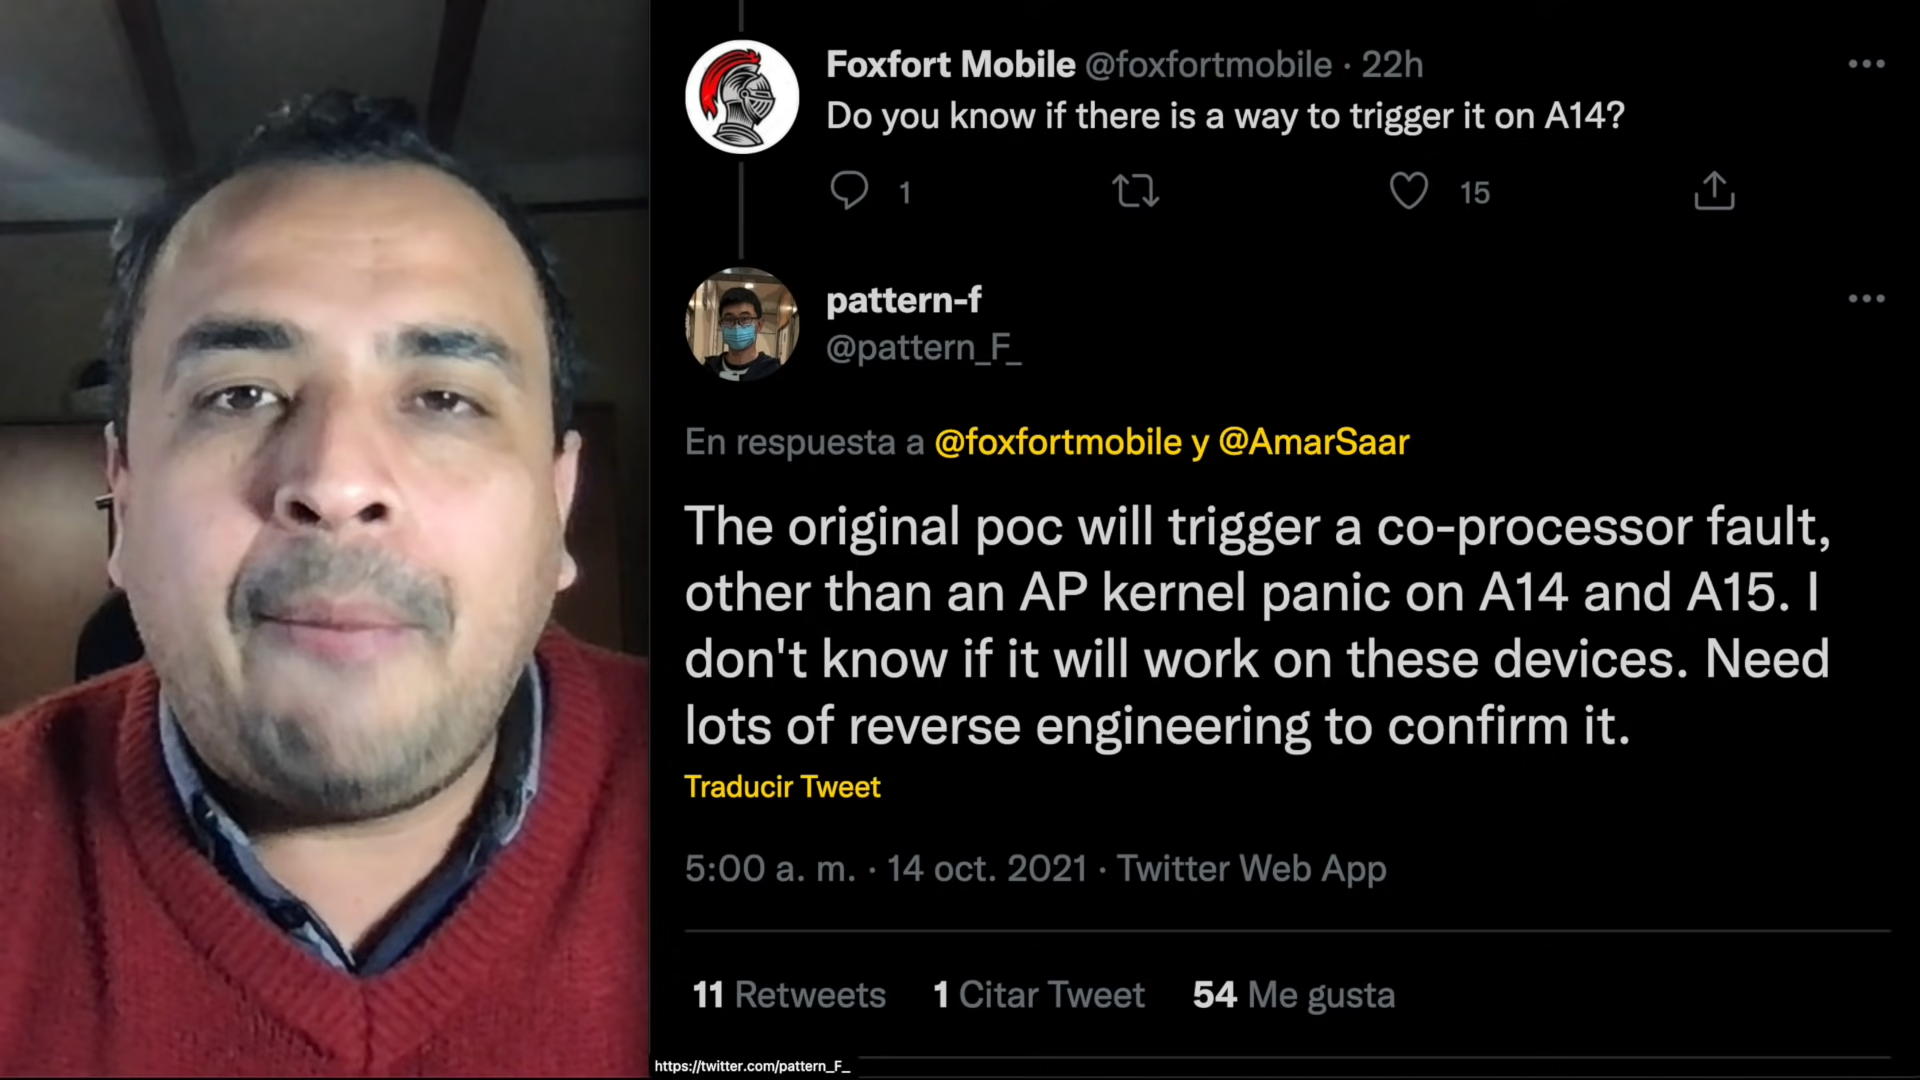 Foxfort Mobile @foxfortmobile · 22h
Do you know if there is a way to trigger it on A14?
1 15
pattern-f
@pattern_F_
En respuesta a @foxfortmobile y @AmarSaar
The original poc will trigger a co-processor fault,
other than an AP kernel panic on A14 and A15. I
don't know if it will work on these devices. Need
lots of reverse engineering to confirm it.
Traducir Tweet
5:00 a. m. · 14 oct. 2021 · Twitter Web App
11 Retweets 1 Citar Tweet 54 Me gusta
https://twitter.com/pattern_F_